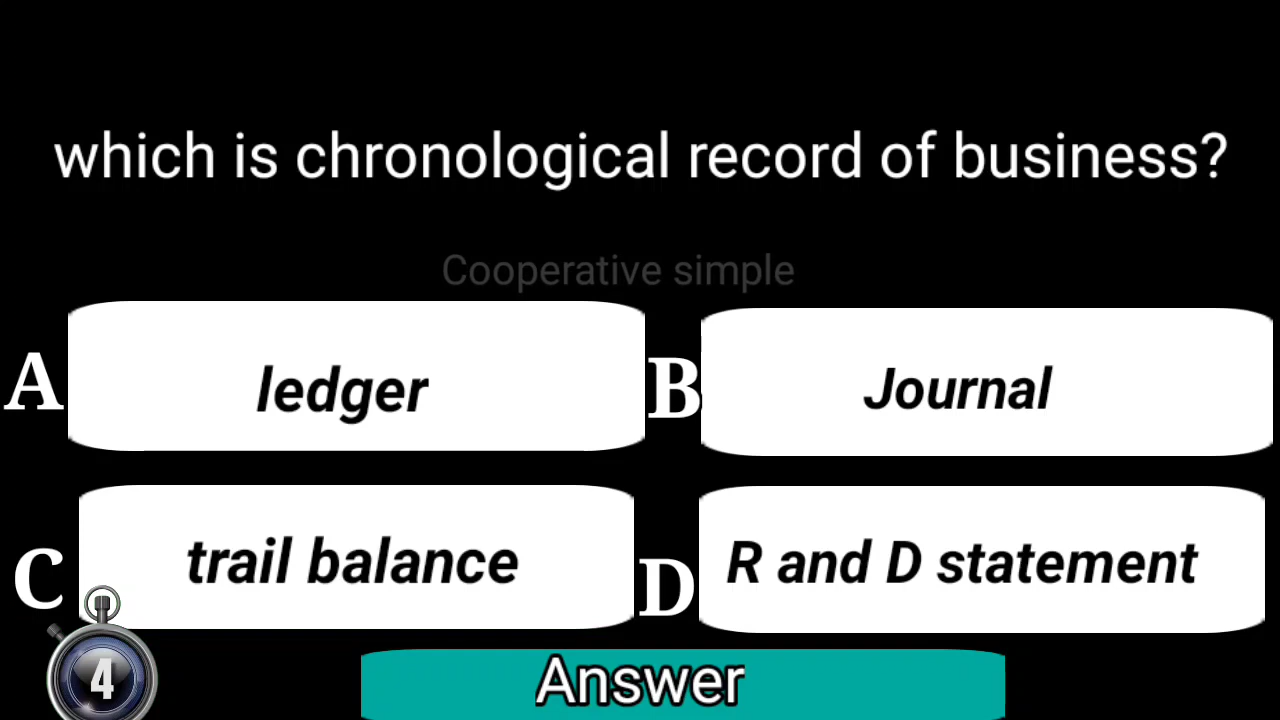 which is chronological record of business?
Cooperative simple
A ledger
B Journal
C trail balance
D R and D statement
4
Answer